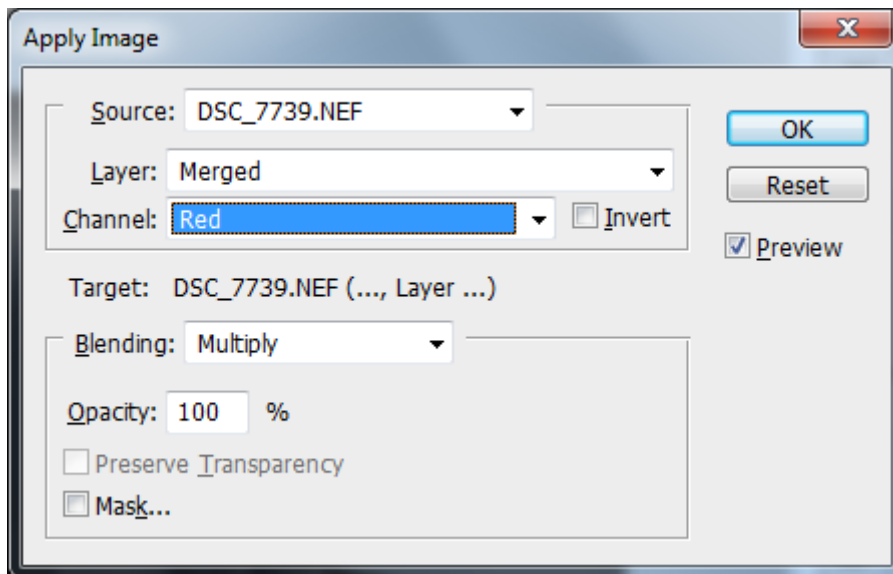 Apply Image
Source: DSC_7739.NEF
OK
Layer: Merged
Reset
Channel: Red
Invert
Preview
Target: DSC_7739.NEF (..., Layer ...)
Blending: Multiply
Opacity: 100 %
Preserve Transparency
Mask...